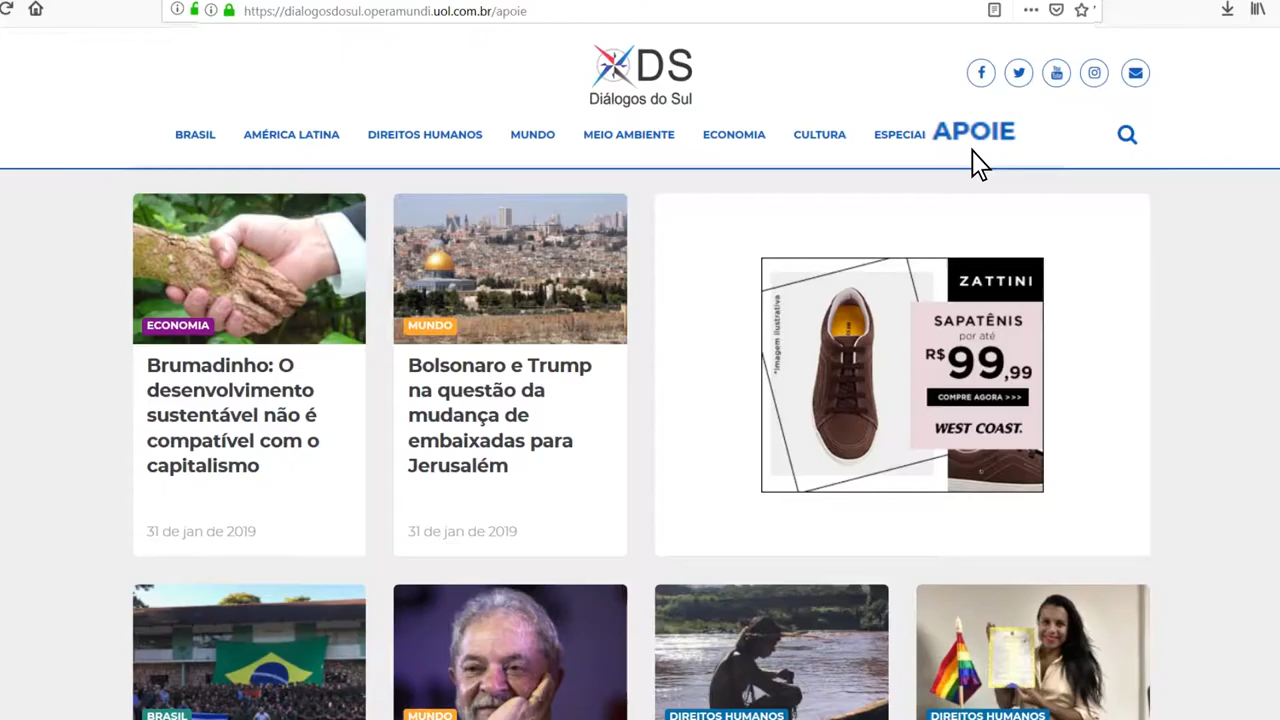 https://dialogosdosul.operamundi.uol.com.br/apoie
DS
Diálogos do Sul
You Tube
BRASIL AMÉRICA LATINA DIREITOS HUMANOS MUNDO MEIO AMBIENTE ECONOMIA CULTURA ESPECIAI APOIE
ECONOMIA
Brumadinho: O
desenvolvimento
sustentável não é
compatível com o
capitalismo
31 de jan de 2019
MUNDO
Bolsonaro e Trump
na questão da
mudança de
embaixadas para
Jerusalém
31 de jan de 2019
*imagem ilustrativa
ZATTINI
SAPATÊNIS
por até
R$99,99
COMPRE AGORA >>>
WEST COAST.
BRASIL
MUNDO
DIREITOS HUMANOS
DIREITOS HUMANOS